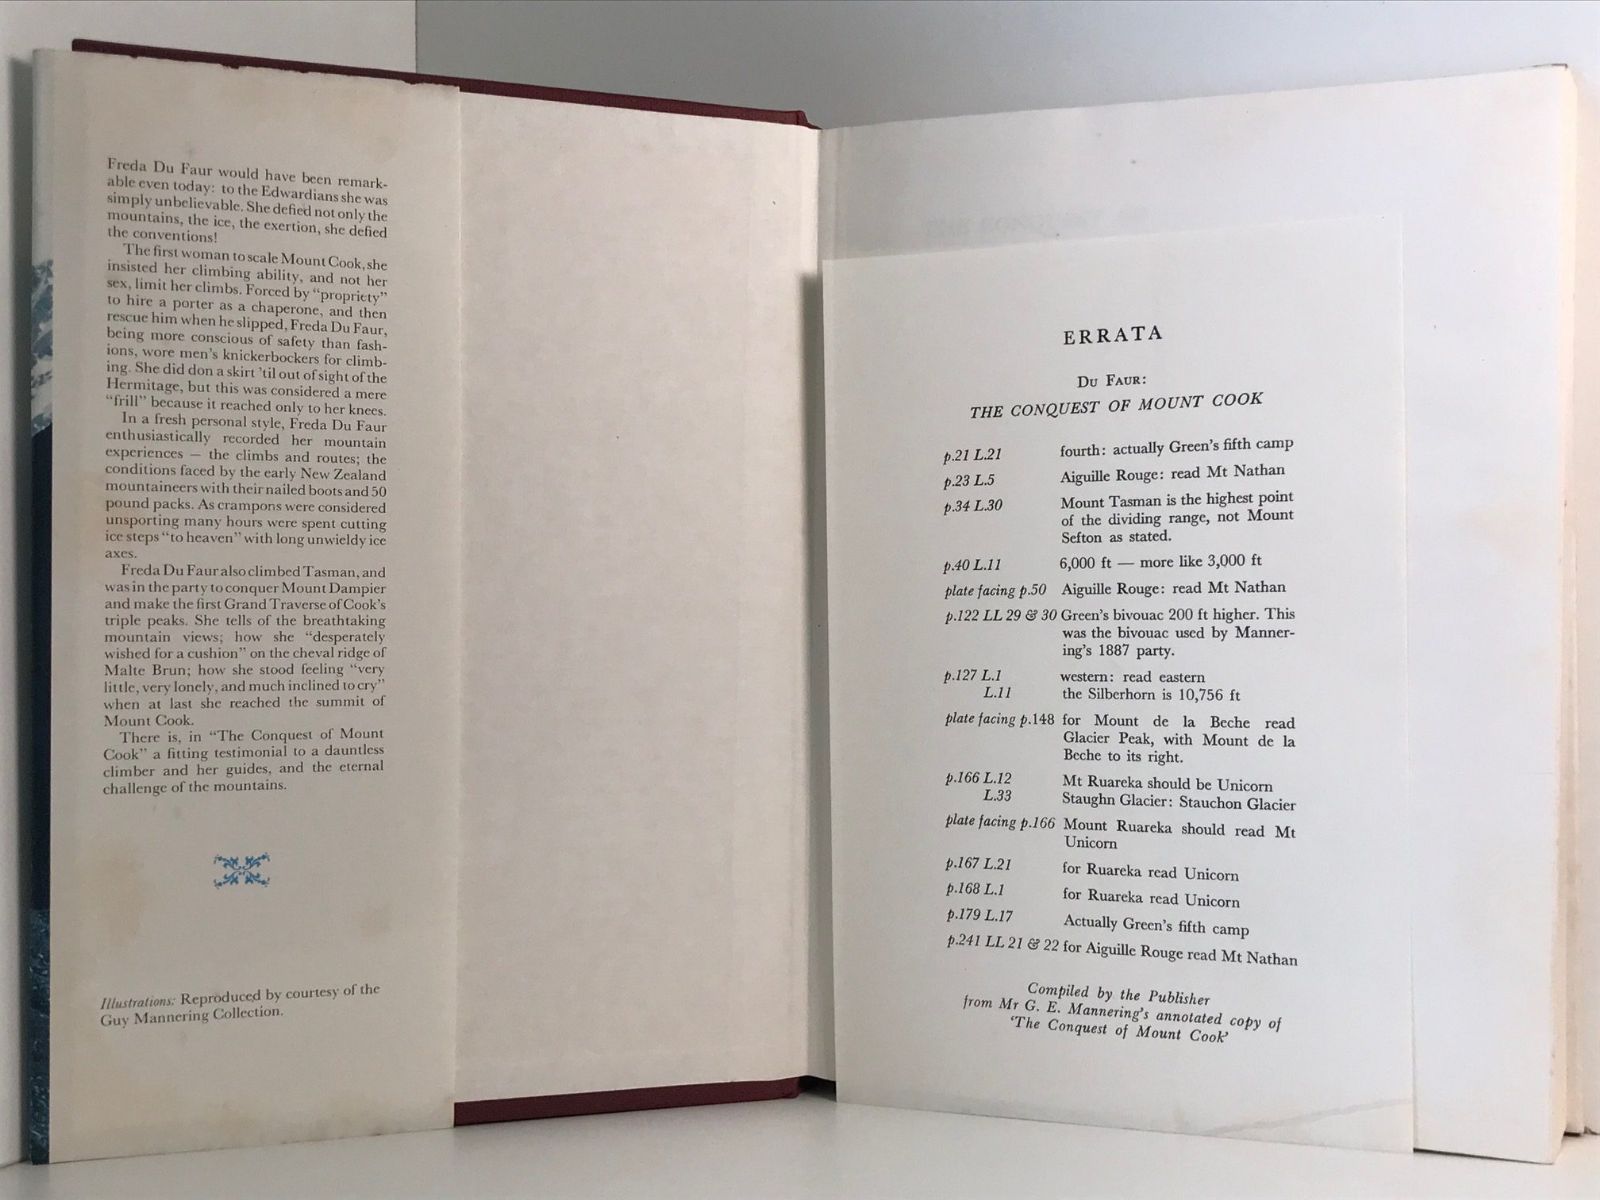 Freda Du Faur would have been remark-
able even today: to the Edwardians she was
simply unbelievable. She defied not only the
mountains, the ice, the exertion, she defied
the conventions!
The first woman to scale Mount Cook, she
insisted her climbing ability, and not her
sex, limit her climbs. Forced by "propriety"
to hire a porter as a chaperone, and then
rescue him when he slipped, Freda Du Faur,
being more conscious of safety than fash-
ions, wore men's knickerbockers for climb-
ing. She did don a skirt 'til out of sight of the
Hermitage, but this was considered a mere
"frill" because it reached only to her knees.
In a fresh personal style, Freda Du Faur
enthusiastically recorded her mountain
experiences — the climbs and routes; the
conditions faced by the early New Zealand
mountaineers with their nailed boots and 50
pound packs. As crampons were considered
unsporting many hours were spent cutting
ice steps "to heaven" with long unwieldy ice
axes.
Freda Du Faur also climbed Tasman, and
was in the party to conquer Mount Dampier
and make the first Grand Traverse of Cook's
triple peaks. She tells of the breathtaking
mountain views; how she "desperately
wished for a cushion" on the cheval ridge of
Malte Brun; how she stood feeling "very
little, very lonely, and much inclined to cry"
when at last she reached the summit of
Mount Cook.
There is, in "The Conquest of Mount
Cook" a fitting testimonial to a dauntless
climber and her guides, and the eternal
challenge of the mountains.
Illustrations: Reproduced by courtesy of the
Guy Mannering Collection.
ERRATA
DU FAUR:
THE CONQUEST OF MOUNT COOK
p.21 L.21 fourth: actually Green's fifth camp
p.23 L.5 Aiguille Rouge: read Mt Nathan
p.34 L.30 Mount Tasman is the highest point
of the dividing range, not Mount
Sefton as stated.
p.40 L.11 6,000 ft — more like 3,000 ft
plate facing p.50 Aiguille Rouge: read Mt Nathan
p.122 LL 29 & 30 Green's bivouac 200 ft higher. This
was the bivouac used by Manner-
ing's 1887 party.
p.127 L.1 western: read eastern
L.11 the Silberhorn is 10,756 ft
plate facing p.148 for Mount de la Beche read
Glacier Peak, with Mount de la
Beche to its right.
p.166 L.12 Mt Ruareka should be Unicorn
L.33 Staughn Glacier: Stauchon Glacier
plate facing p.166 Mount Ruareka should read Mt
Unicorn
p.167 L.21 for Ruareka read Unicorn
p.168 L.1 for Ruareka read Unicorn
p.179 L.17 Actually Green's fifth camp
p.241 LL 21 & 22 for Aiguille Rouge read Mt Nathan
Compiled by the Publisher
from Mr G. E. Mannering's annotated copy of
'The Conquest of Mount Cook'